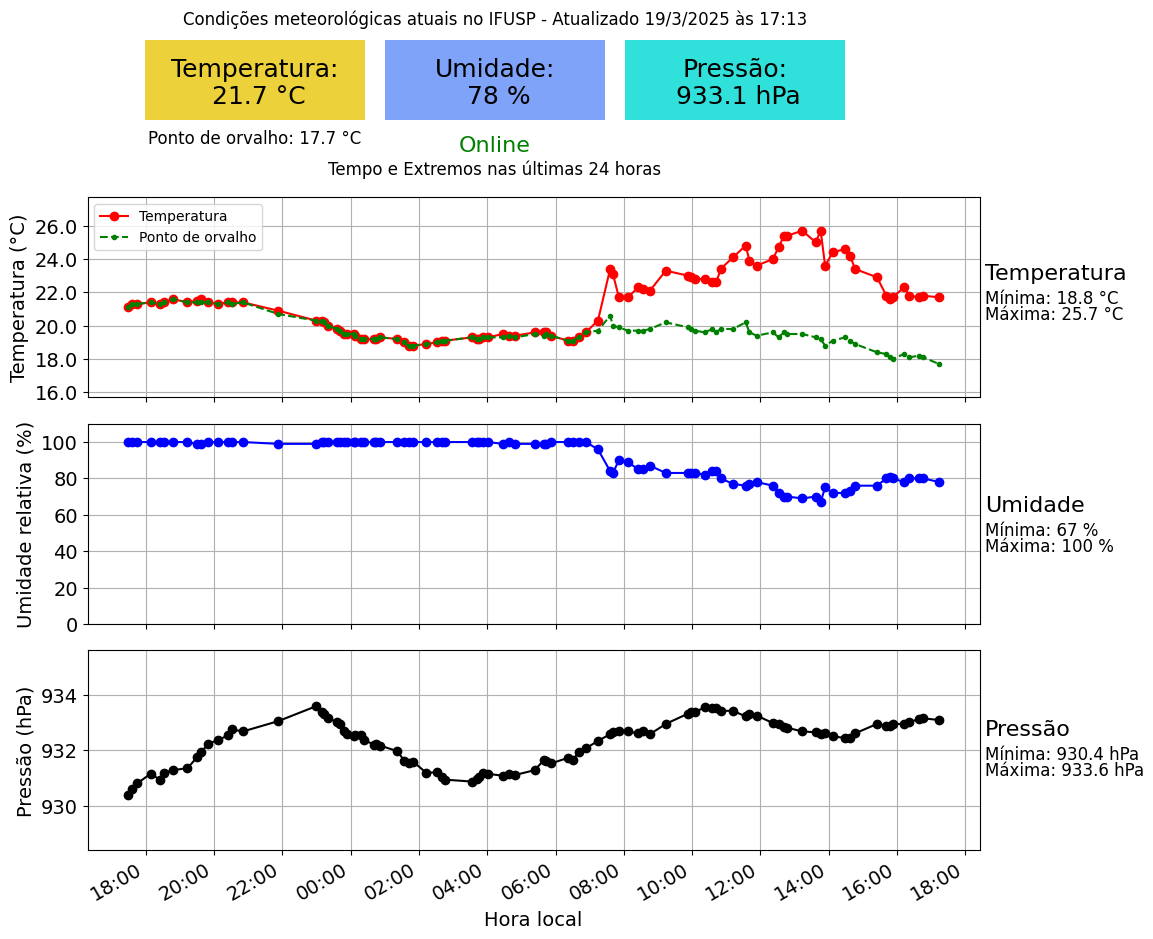 Condições meteorológicas atuais no IFUSP - Atualizado 19/3/2025 às 17:13
Temperatura:
21.7 °C
Umidade:
78 %
Pressão:
933.1 hPa
Ponto de orvalho: 17.7 °C
Online
Tempo e Extremos nas últimas 24 horas
Temperatura (°C)
26.0
24.0
22.0
20.0
18.0
16.0
Temperatura
Ponto de orvalho
Temperatura
Mínima: 18.8 °C
Máxima: 25.7 °C
Umidade relativa (%)
100
80
60
40
20
0
Umidade
Mínima: 67 %
Máxima: 100 %
Pressão (hPa)
934
932
930
Pressão
Mínima: 930.4 hPa
Máxima: 933.6 hPa
18:00 20:00 22:00 00:00 02:00 04:00 06:00 08:00 10:00 12:00 14:00 16:00 18:00
Hora local